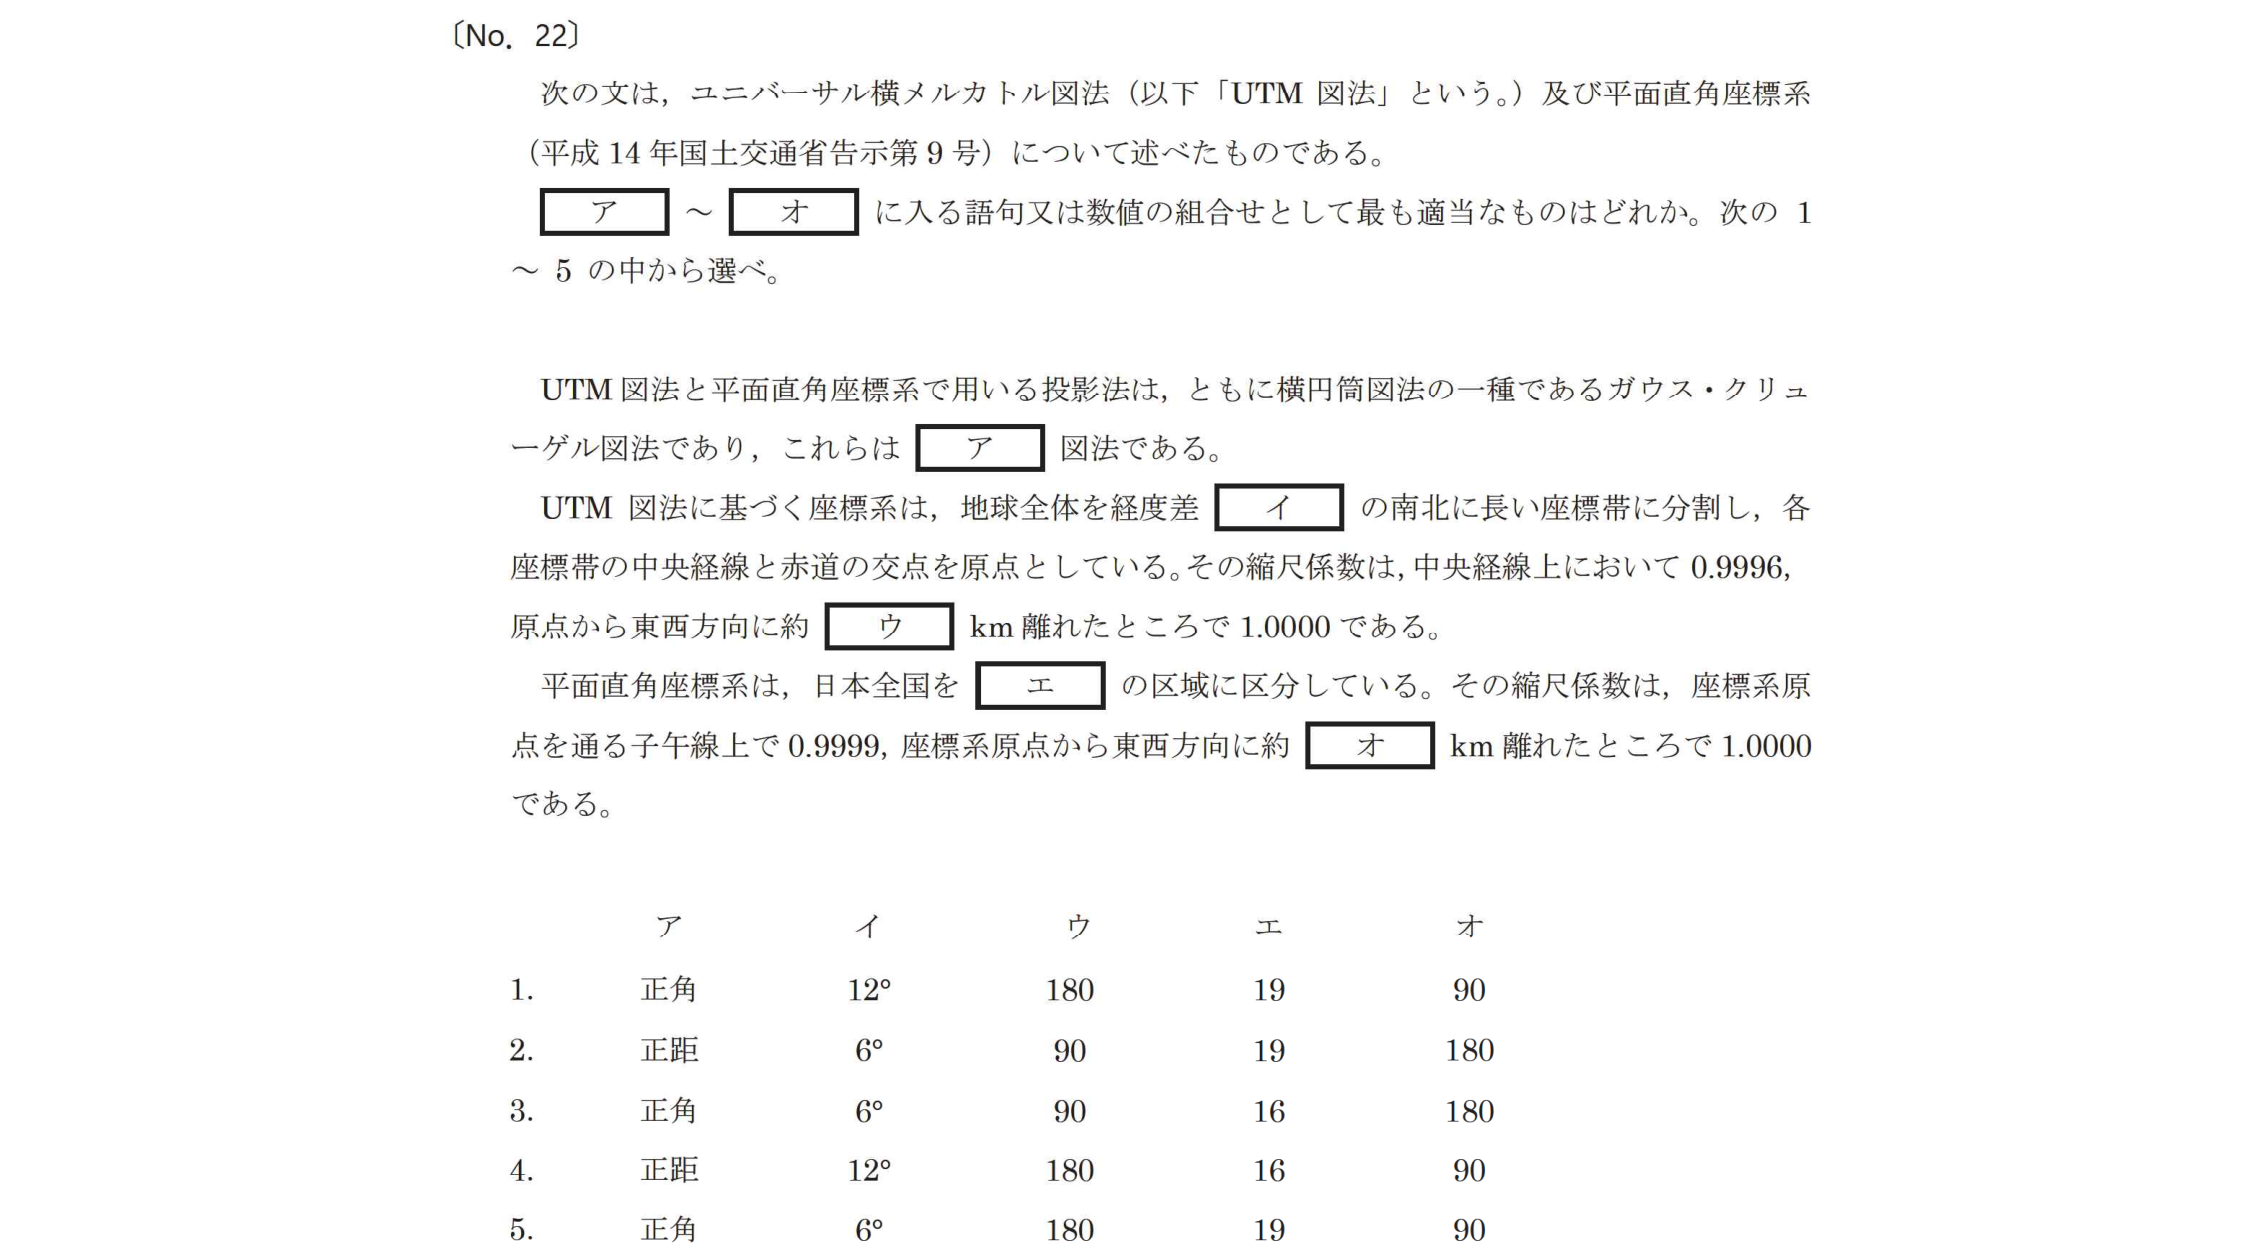 〔No. 22〕
次の文は，ユニバーサル横メルカトル図法（以下「UTM 図法」という。）及び平面直角座標系
（平成 14 年国土交通省告示第 9 号）について述べたものである。
ア ～ オ に入る語句又は数値の組合せとして最も適当なものはどれか。次の 1
～ 5 の中から選べ。
UTM 図法と平面直角座標系で用いる投影法は，ともに横円筒図法の一種であるガウス・クリュ
ーゲル図法であり，これらは ア 図法である。
UTM 図法に基づく座標系は，地球全体を経度差 イ の南北に長い座標帯に分割し，各
座標帯の中央経線と赤道の交点を原点としている。その縮尺係数は，中央経線上において 0.9996，
原点から東西方向に約 ウ km 離れたところで 1.0000 である。
平面直角座標系は，日本全国を エ の区域に区分している。その縮尺係数は，座標系原
点を通る子午線上で 0.9999，座標系原点から東西方向に約 オ km 離れたところで 1.0000
である。
ア イ ウ エ オ
1. 正角 12° 180 19 90
2. 正距 6° 90 19 180
3. 正角 6° 90 16 180
4. 正距 12° 180 16 90
5. 正角 6° 180 19 90